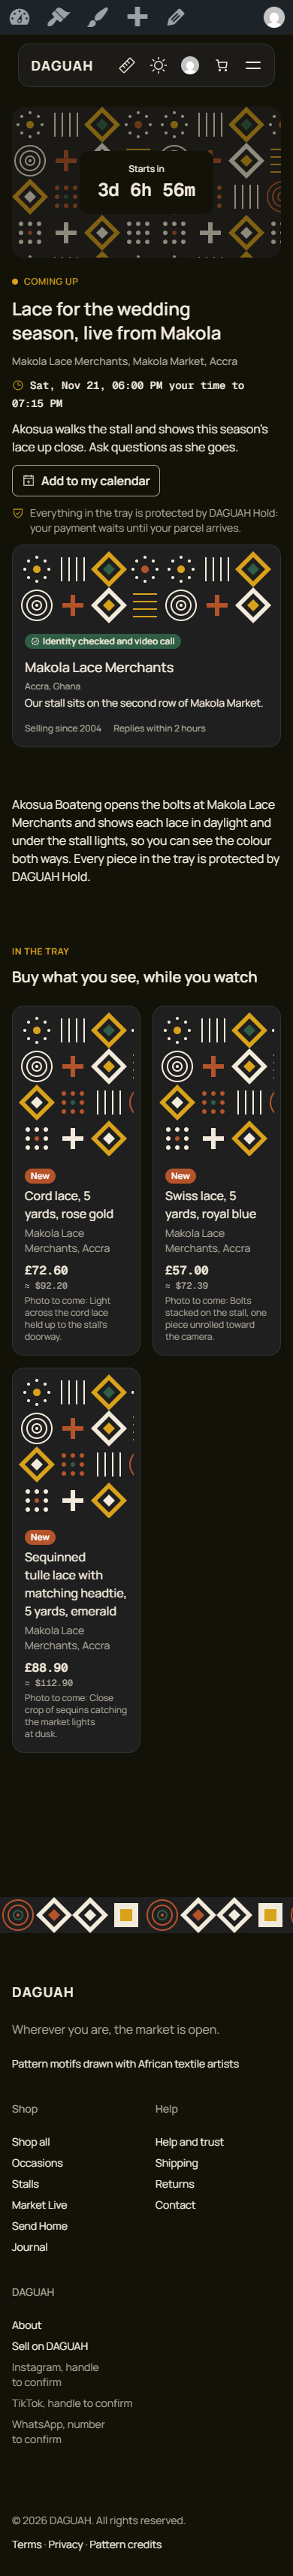 DAGUAH
Starts in
3d 6h 56m
COMING UP
Lace for the wedding
season, live from Makola
Makola Lace Merchants, Makola Market, Accra
Sat, Nov 21, 06:00 PM your time to
07:15 PM
Akosua walks the stall and shows this season's
lace up close. Ask questions as she goes.
Add to my calendar
Everything in the tray is protected by DAGUAH Hold:
your payment waits until your parcel arrives.
Identity checked and video call
Makola Lace Merchants
Accra, Ghana
Our stall sits on the second row of Makola Market.
Selling since 2004 Replies within 2 hours
Akosua Boateng opens the bolts at Makola Lace
Merchants and shows each lace in daylight and
under the stall lights, so you can see the colour
both ways. Every piece in the tray is protected by
DAGUAH Hold.
IN THE TRAY
Buy what you see, while you watch
New
Cord lace, 5
yards, rose gold
Makola Lace
Merchants, Accra
£72.60
≈ $92.20
Photo to come: Light
across the cord lace
held up to the stall's
doorway.
New
Swiss lace, 5
yards, royal blue
Makola Lace
Merchants, Accra
£57.00
≈ $72.39
Photo to come: Bolts
stacked on the stall, one
piece unrolled toward
the camera.
New
Sequinned
tulle lace with
matching headtie,
5 yards, emerald
Makola Lace
Merchants, Accra
£88.90
≈ $112.90
Photo to come: Close
crop of sequins catching
the market lights
at dusk.
DAGUAH
Wherever you are, the market is open.
Pattern motifs drawn with African textile artists
Shop
Shop all
Occasions
Stalls
Market Live
Send Home
Journal
Help
Help and trust
Shipping
Returns
Contact
DAGUAH
About
Sell on DAGUAH
Instagram, handle
to confirm
TikTok, handle to confirm
WhatsApp, number
to confirm
© 2026 DAGUAH. All rights reserved.
Terms · Privacy · Pattern credits